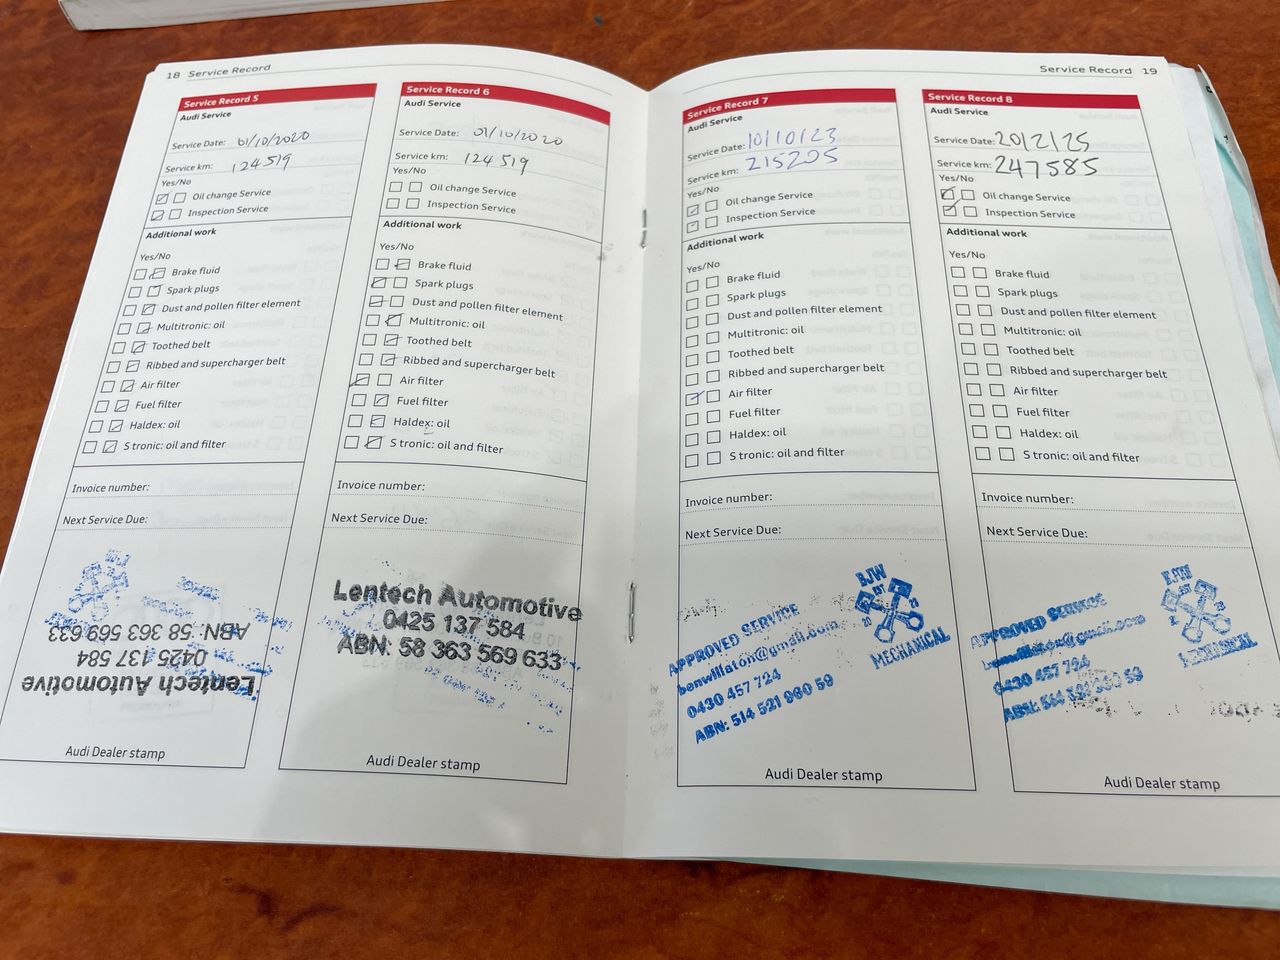 18 Service Record
Service Record 5
Audi Service
Service Date: 01/10/2020
Service km: 124519
Yes/No
Oil change Service
Inspection Service
Additional work
Yes/No
Brake fluid
Spark plugs
Dust and pollen filter element
Multitronic: oil
Toothed belt
Ribbed and supercharger belt
Air filter
Fuel filter
Haldex: oil
S tronic: oil and filter
Invoice number:
Next Service Due:
Lentech Automotive
0425 137 584
ABN: 58 363 569 633
Audi Dealer stamp
Service Record 6
Audi Service
Service Date: 01/10/2020
Service km: 124519
Yes/No
Oil change Service
Inspection Service
Additional work
Yes/No
Brake fluid
Spark plugs
Dust and pollen filter element
Multitronic: oil
Toothed belt
Ribbed and supercharger belt
Air filter
Fuel filter
Haldex: oil
S tronic: oil and filter
Invoice number:
Next Service Due:
Lentech Automotive
0425 137 584
ABN: 58 363 569 633
Audi Dealer stamp
Service Record 19
Service Record 7
Audi Service
Service Date: 10/10/23
Service km: 215205
Yes/No
Oil change Service
Inspection Service
Additional work
Yes/No
Brake fluid
Spark plugs
Dust and pollen filter element
Multitronic: oil
Toothed belt
Ribbed and supercharger belt
Air filter
Fuel filter
Haldex: oil
S tronic: oil and filter
Invoice number:
Next Service Due:
BJW
MECHANICAL
APPROVED SERVICE
benwillaton@gmail.com
0430 457 724
ABN: 514 521 960 59
Audi Dealer stamp
Service Record 8
Audi Service
Service Date: 20/2/25
Service km: 247585
Yes/No
Oil change Service
Inspection Service
Additional work
Yes/No
Brake fluid
Spark plugs
Dust and pollen filter element
Multitronic: oil
Toothed belt
Ribbed and supercharger belt
Air filter
Fuel filter
Haldex: oil
S tronic: oil and filter
Invoice number:
Next Service Due:
BJW
MECHANICAL
APPROVED SERVICE
0430 457 724
Audi Dealer stamp